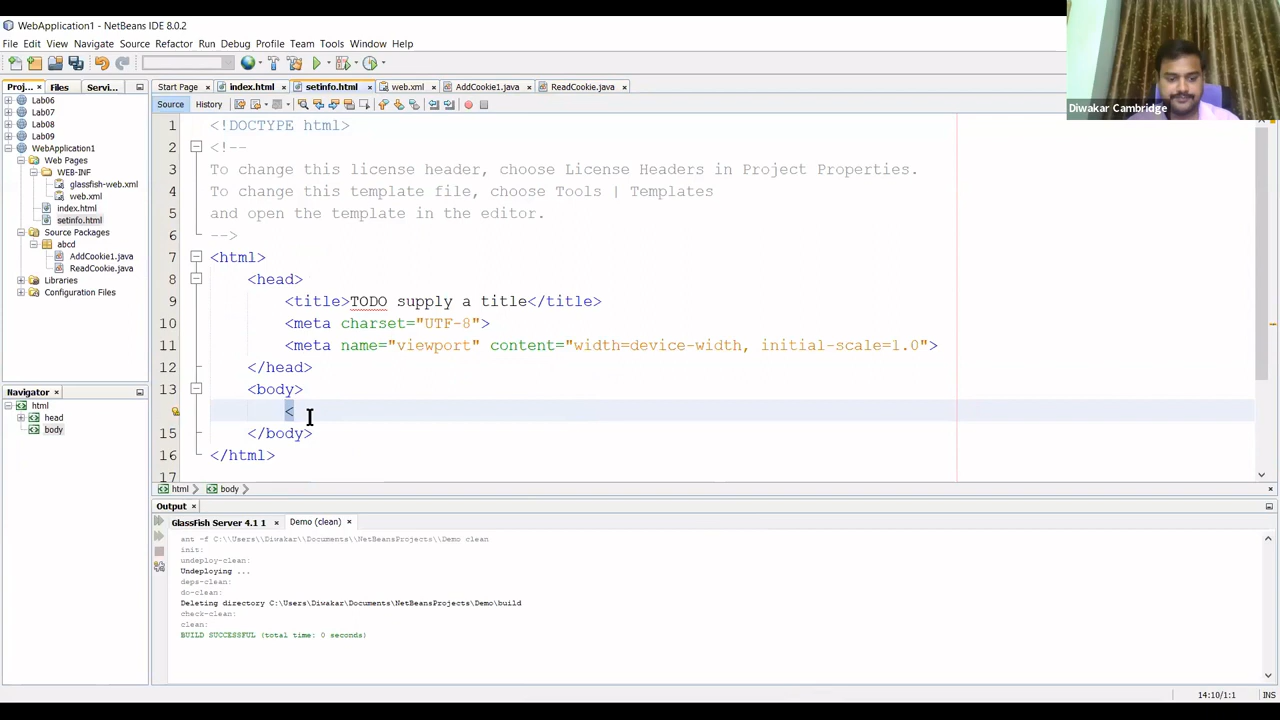 WebApplication1 - NetBeans IDE 8.0.2
File Edit View Navigate Source Refactor Run Debug Profile Team Tools Window Help
Proj... × Files Servi...
Start Page × index.html × setinfo.html × web.xml × AddCookie1.java × ReadCookie.java ×
Source History
Diwakar Cambridge
Lab06
Lab07
Lab08
Lab09
WebApplication1
Web Pages
WEB-INF
glassfish-web.xml
web.xml
index.html
setinfo.html
Source Packages
abcd
AddCookie1.java
ReadCookie.java
Libraries
Configuration Files
Navigator ×
html
head
body
1 <!DOCTYPE html>
2 <!--
3 To change this license header, choose License Headers in Project Properties.
4 To change this template file, choose Tools | Templates
5 and open the template in the editor.
6 -->
7 <html>
8 <head>
9 <title>TODO supply a title</title>
10 <meta charset="UTF-8">
11 <meta name="viewport" content="width=device-width, initial-scale=1.0">
12 </head>
13 <body>
<
15 </body>
16 </html>
17
html body
Output ×
GlassFish Server 4.1 1 × Demo (clean) ×
ant -f C:\\Users\\Diwakar\\Documents\\NetBeansProjects\\Demo clean
init:
undeploy-clean:
Undeploying ...
deps-clean:
do-clean:
Deleting directory C:\Users\Diwakar\Documents\NetBeansProjects\Demo\build
check-clean:
clean:
BUILD SUCCESSFUL (total time: 0 seconds)
14:10/1:1 INS